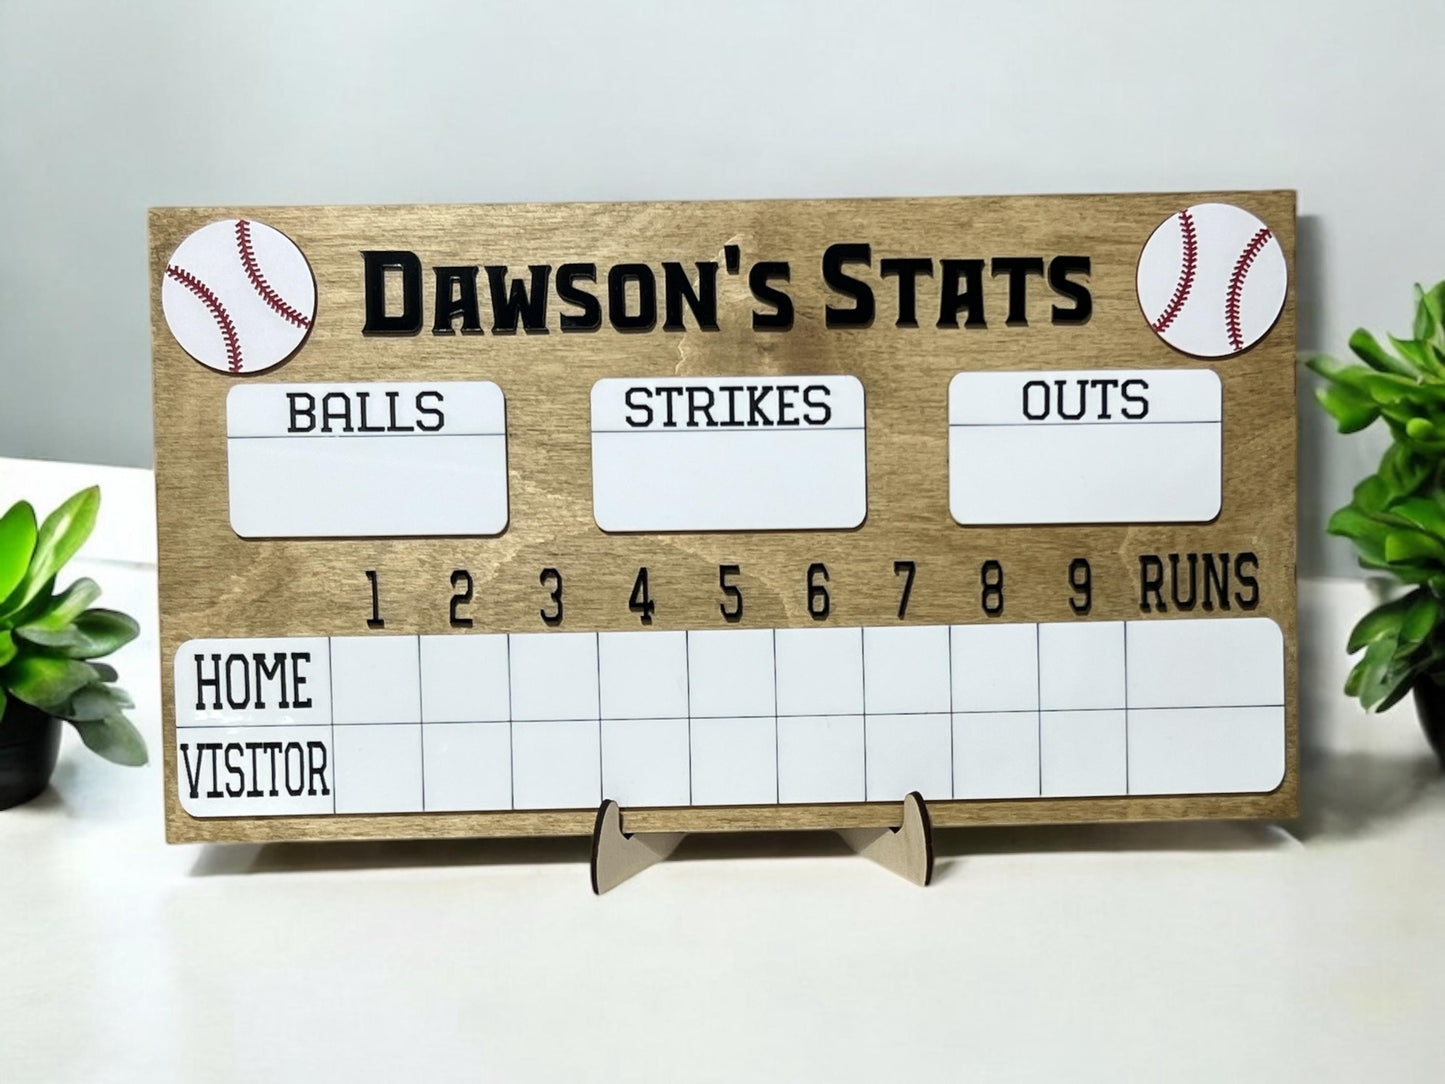 DAWSON'S STATS
BALLS STRIKES OUTS
1 2 3 4 5 6 7 8 9 RUNS
HOME
VISITOR